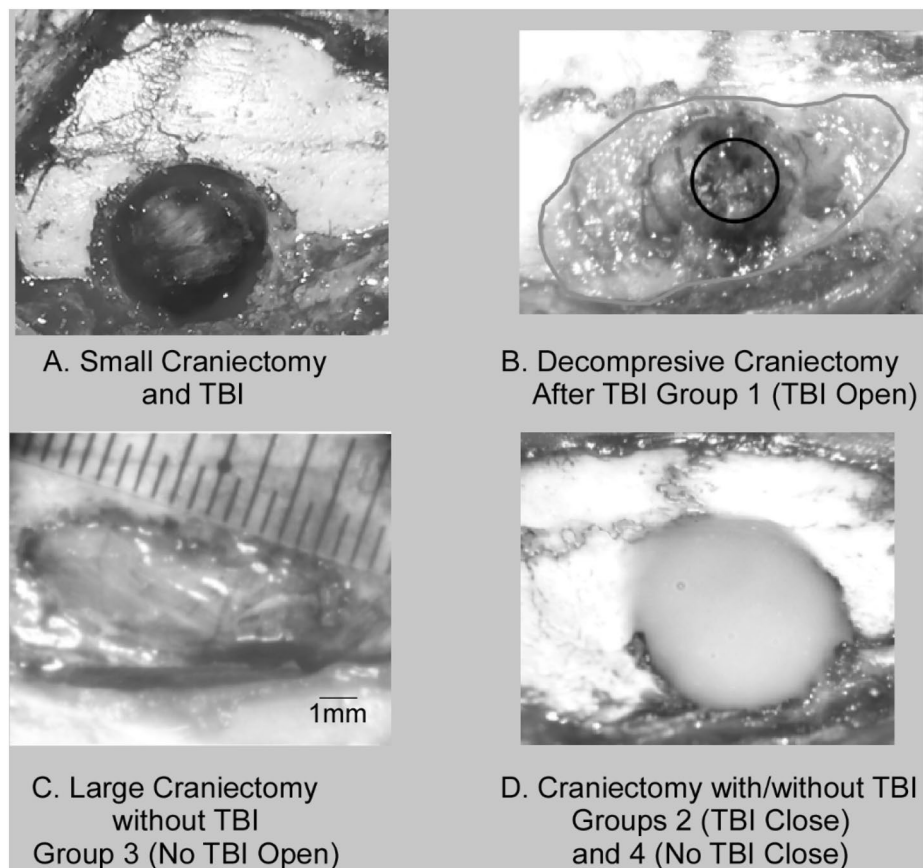 A. Small Craniectomy
and TBI
B. Decompresive Craniectomy
After TBI Group 1 (TBI Open)
1mm
C. Large Craniectomy
without TBI
Group 3 (No TBI Open)
D. Craniectomy with/without TBI
Groups 2 (TBI Close)
and 4 (No TBI Close)